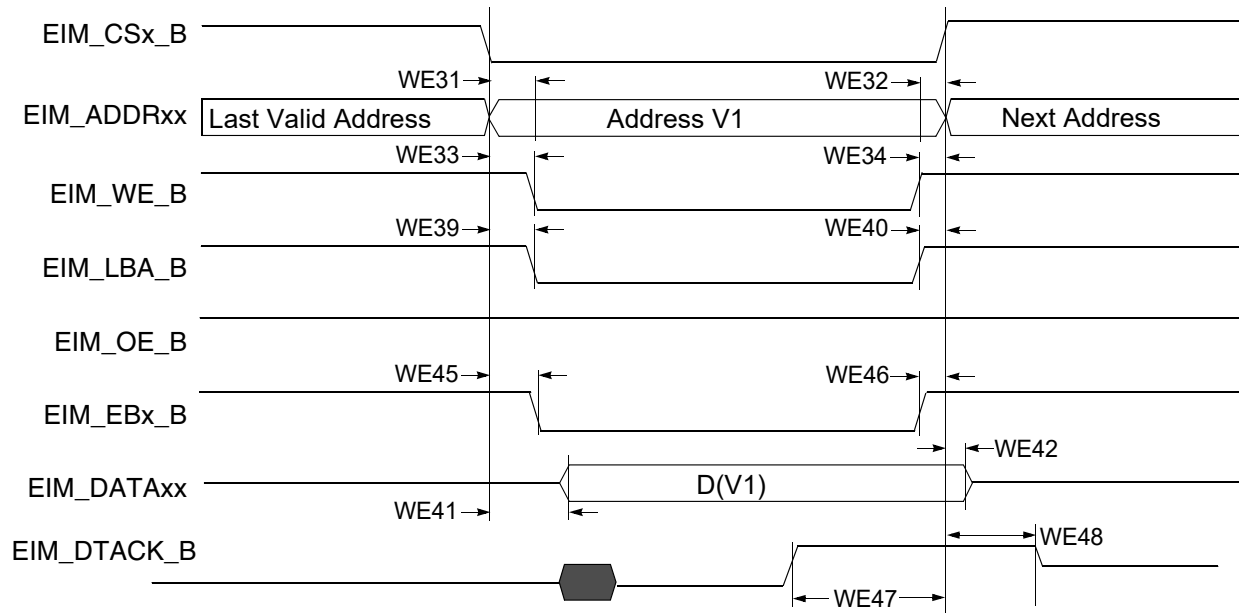 EIM_CSx_B
WE31
WE32
EIM_ADDRxx
Last Valid Address
Address V1
Next Address
WE33
WE34
EIM_WE_B
WE39
WE40
EIM_LBA_B
EIM_OE_B
WE45
WE46
EIM_EBx_B
WE42
EIM_DATAxx
D(V1)
WE41
EIM_DTACK_B
WE48
WE47